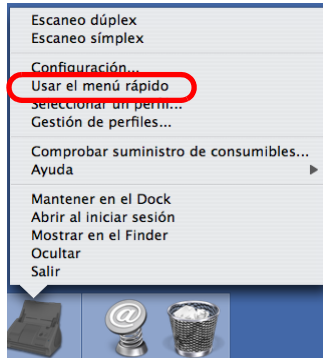 Escaneo dúplex
Escaneo símplex
Configuración...
Usar el menú rápido
Seleccionar un perfil...
Gestión de perfiles...
Comprobar suministro de consumibles...
Ayuda
Mantener en el Dock
Abrir al iniciar sesión
Mostrar en el Finder
Ocultar
Salir
@